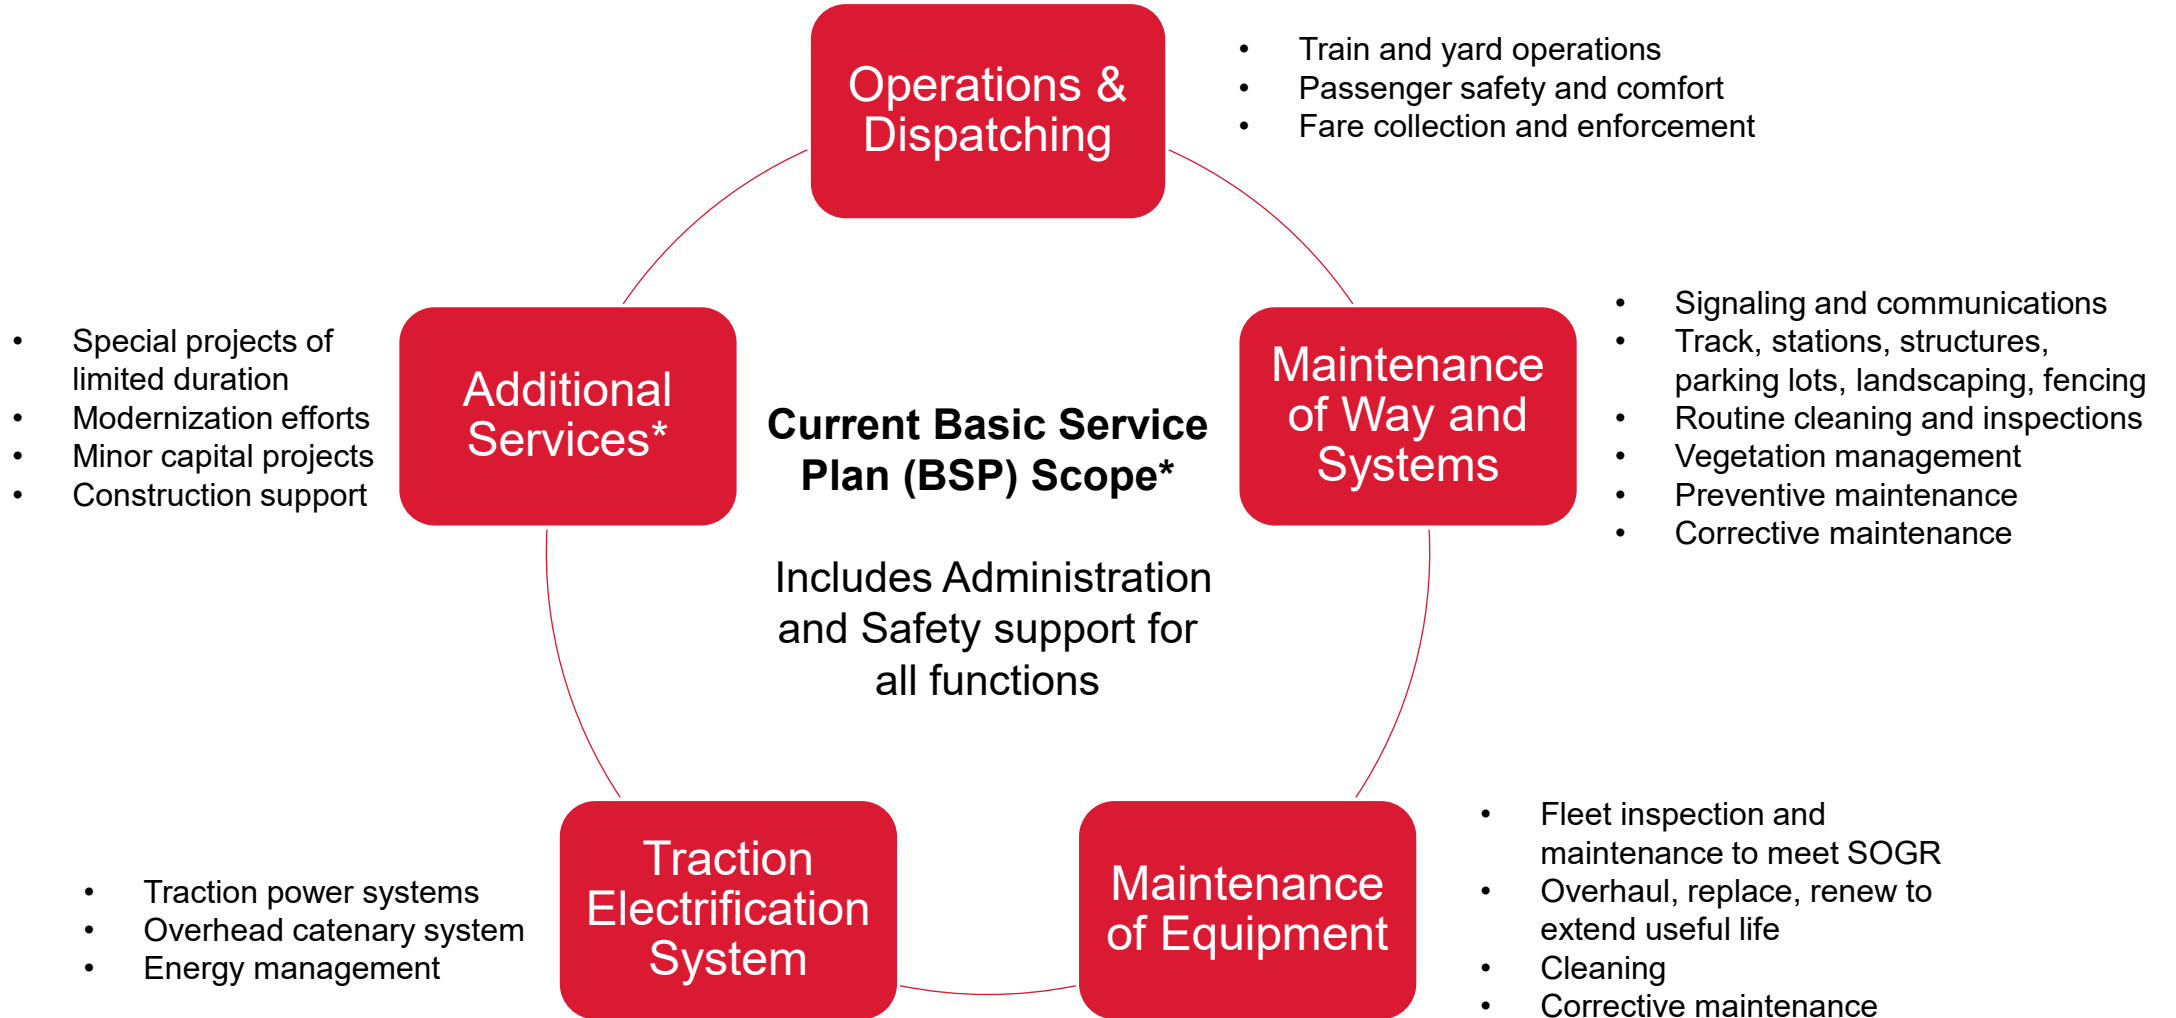 Operations &
Dispatching
• Train and yard operations
• Passenger safety and comfort
• Fare collection and enforcement
• Special projects of
limited duration
• Modernization efforts
• Minor capital projects
• Construction support
Additional
Services*
Current Basic Service
Plan (BSP) Scope*
Includes Administration
and Safety support for
all functions
Maintenance
of Way and
Systems
• Signaling and communications
• Track, stations, structures,
parking lots, landscaping, fencing
• Routine cleaning and inspections
• Vegetation management
• Preventive maintenance
• Corrective maintenance
• Traction power systems
• Overhead catenary system
• Energy management
Traction
Electrification
System
Maintenance
of Equipment
• Fleet inspection and
maintenance to meet SOGR
• Overhaul, replace, renew to
extend useful life
• Cleaning
• Corrective maintenance